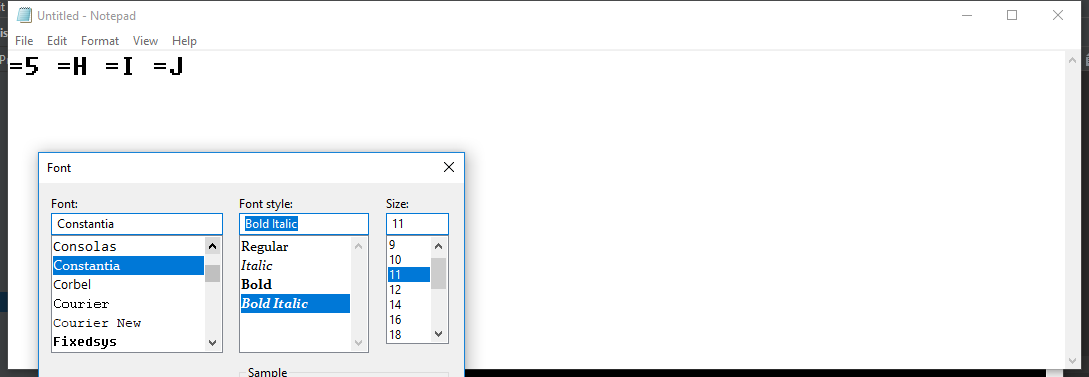 Untitled - Notepad
File Edit Format View Help
=5 =H =I =J
Font
Font: Font style: Size:
Constantia Bold Italic 11
Consolas Regular 9
Constantia Italic 10
Corbel Bold 11
Courier Bold Italic 12
Courier New 14
Fixedsys 16
18
Sample